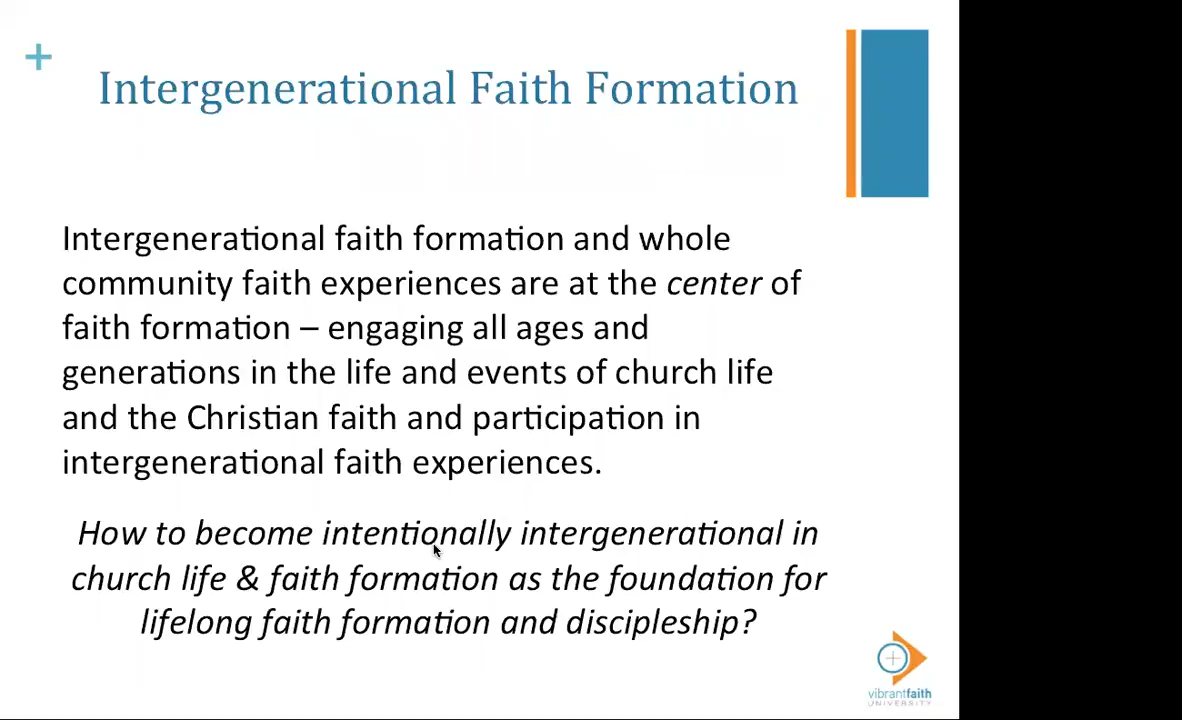 +
Intergenerational Faith Formation
Intergenerational faith formation and whole
community faith experiences are at the center of
faith formation – engaging all ages and
generations in the life and events of church life
and the Christian faith and participation in
intergenerational faith experiences.
How to become intentionally intergenerational in
church life & faith formation as the foundation for
lifelong faith formation and discipleship?
vibrantfaith
UNIVERSITY